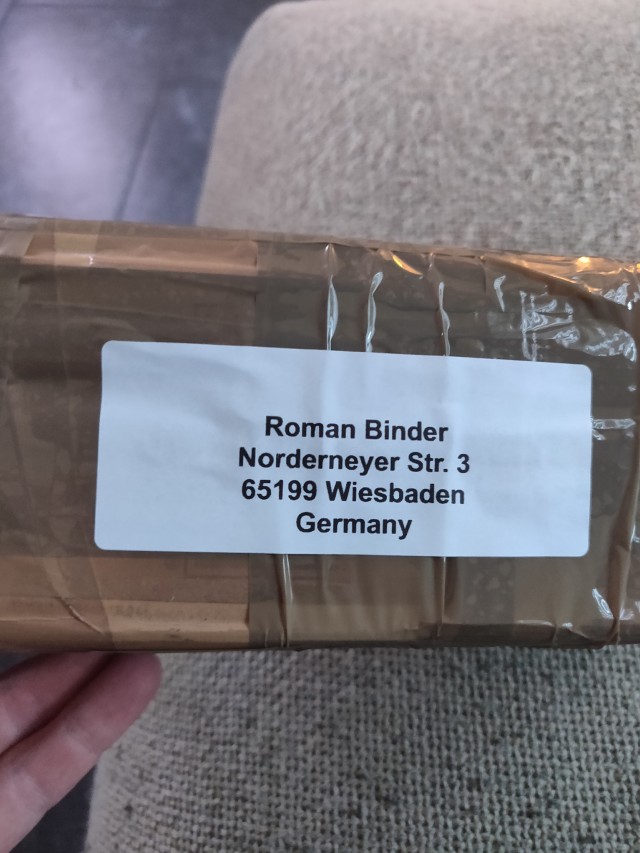 Roman Binder
Norderneyer Str. 3
65199 Wiesbaden
Germany